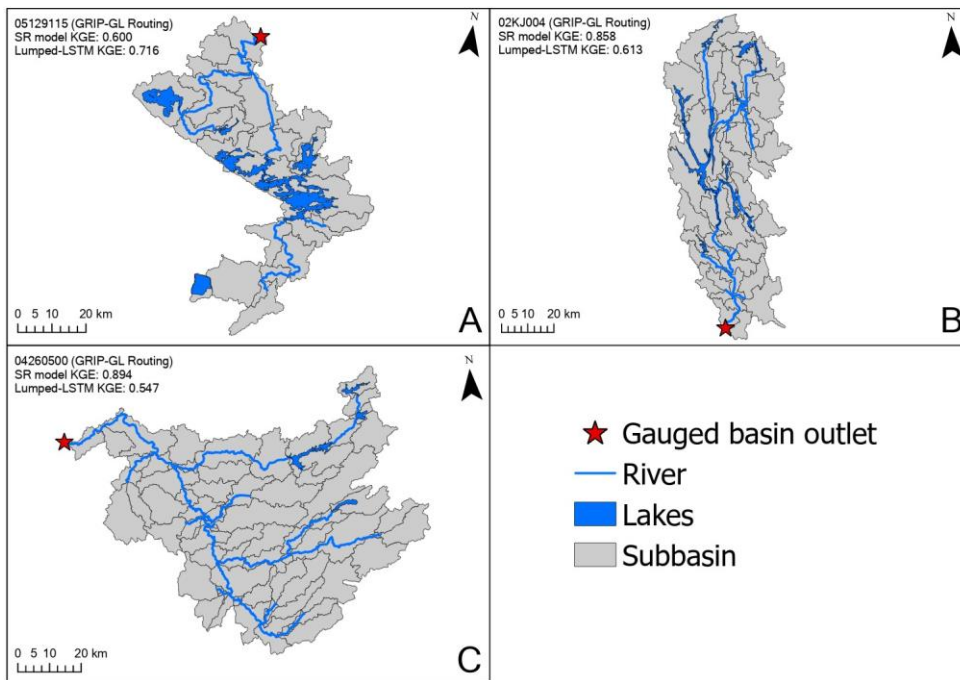 05129115 (GRIP-GL Routing)
SR model KGE: 0.600
Lumped-LSTM KGE: 0.716
N
0 5 10 20 km
A
02KJ004 (GRIP-GL Routing)
SR model KGE: 0.858
Lumped-LSTM KGE: 0.613
N
0 5 10 20 km
B
04260500 (GRIP-GL Routing)
SR model KGE: 0.894
Lumped-LSTM KGE: 0.547
N
0 5 10 20 km
C
Gauged basin outlet
River
Lakes
Subbasin